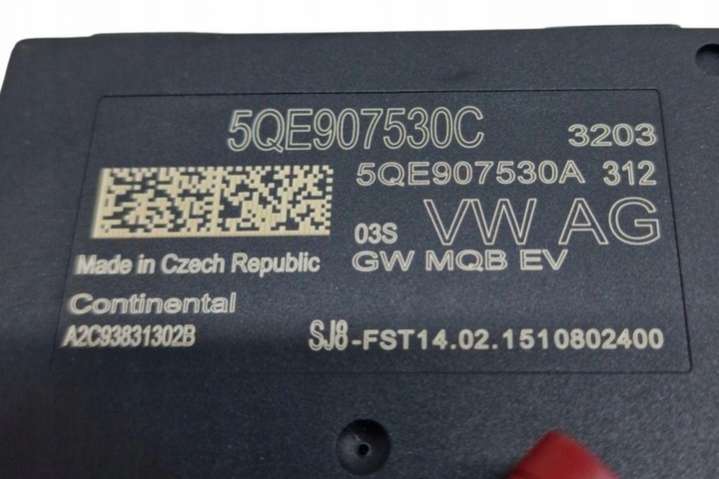 5QE907530C 3203
5QE907530A 312
03S VW AG
Made in Czech Republic GW MQB EV
Continental
A2C93831302B SJ8-FST14.02.1510802400